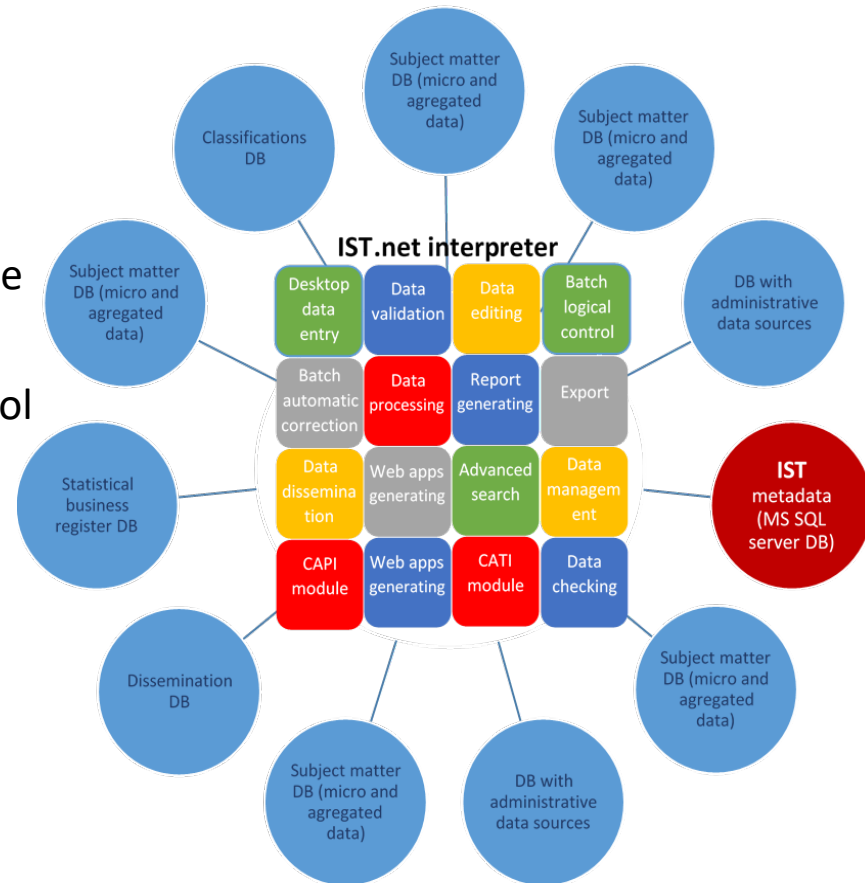 Subject matter
DB (micro and
agregated
data)
Classifications
DB
Subject matter
DB (micro and
agregated
data)
Subject matter
DB (micro and
agregated
data)
DB with
administrative
data sources
e
ol
IST.net interpreter
Desktop
data
entry
Data
validation
Data
editing
Batch
logical
control
Batch
automatic
correction
Data
processing
Report
generating
Export
Data
dissemina
tion
Web apps
generating
Advanced
search
Data
managem
ent
CAPI
module
Web apps
generating
CATI
module
Data
checking
Statistical
business
register DB
IST
metadata
(MS SQL
server DB)
Dissemination
DB
Subject matter
DB (micro and
agregated
data)
Subject matter
DB (micro and
agregated
data)
DB with
administrative
data sources